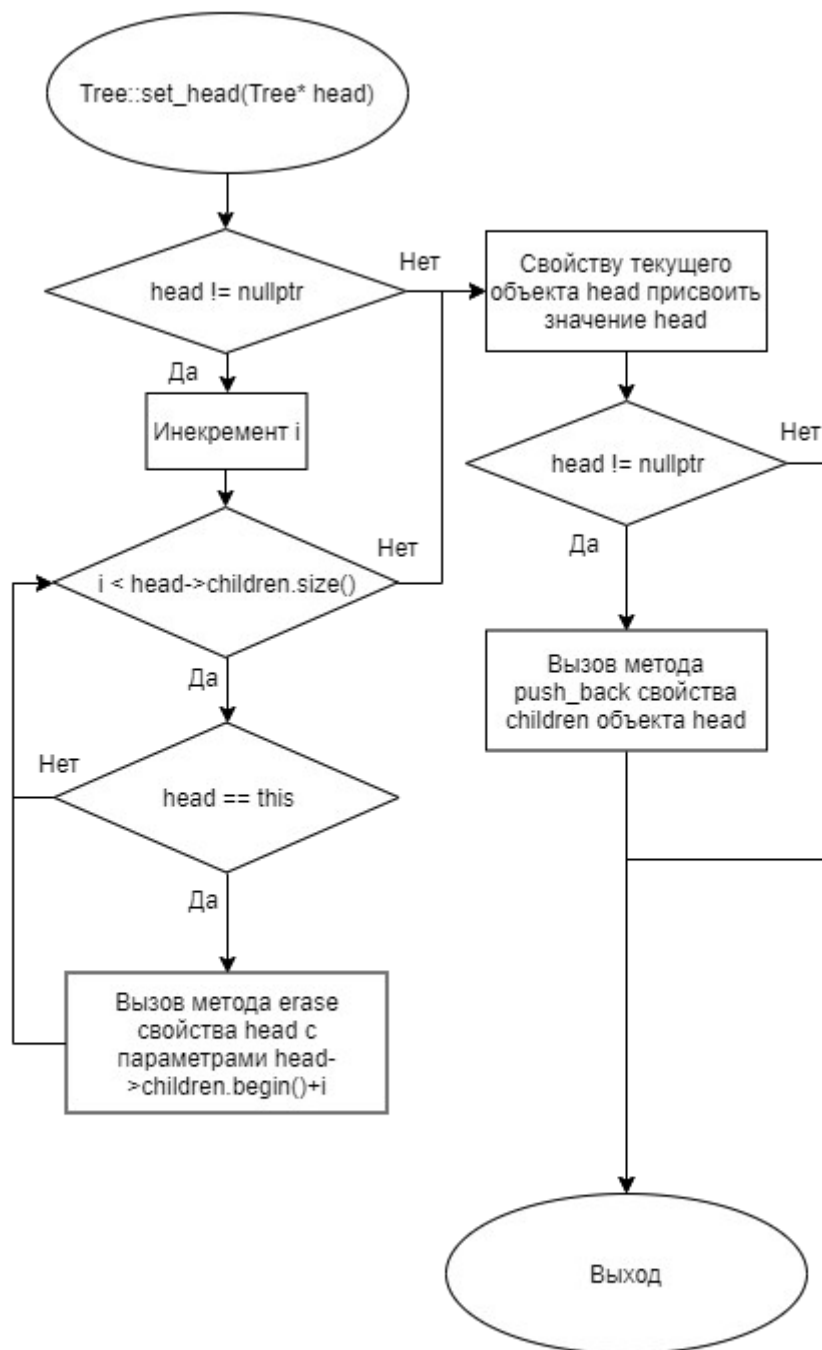 Tree::set_head(Tree* head)
head != nullptr
Нет
Да
Инекремент i
i < head->children.size()
Нет
Да
head == this
Нет
Да
Вызов метода erase
свойства head с
параметрами head-
>children.begin()+i
Свойству текущего
объекта head присвоить
значение head
head != nullptr
Нет
Да
Вызов метода
push_back свойства
children объекта head
Выход